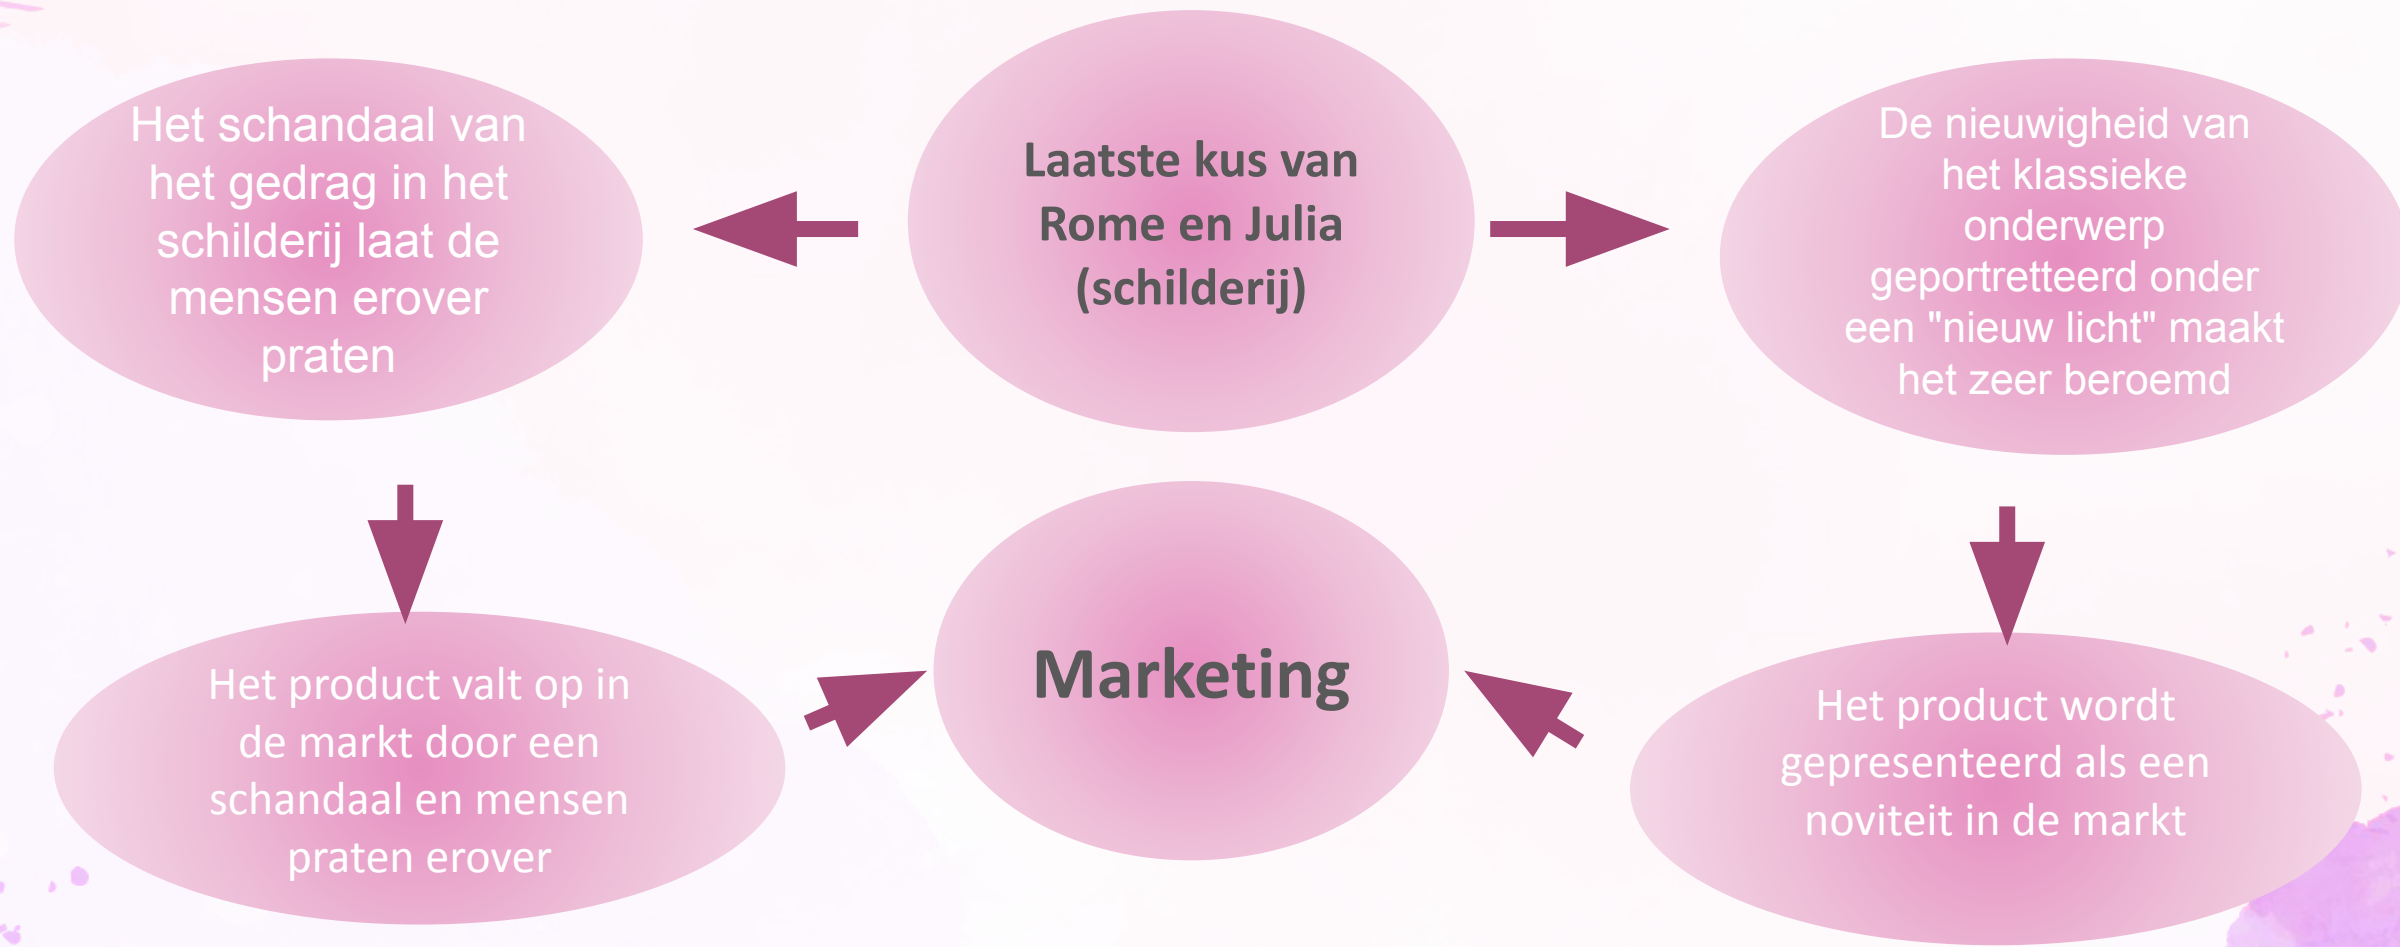 Het schandaal van
het gedrag in het
schilderij laat de
mensen erover
praten
Laatste kus van
Rome en Julia
(schilderij)
De nieuwigheid van
het klassieke
onderwerp
geportretteerd onder
een "nieuw licht" maakt
het zeer beroemd
Het product valt op in
de markt door een
schandaal en mensen
praten erover
Marketing
Het product wordt
gepresenteerd als een
noviteit in de markt